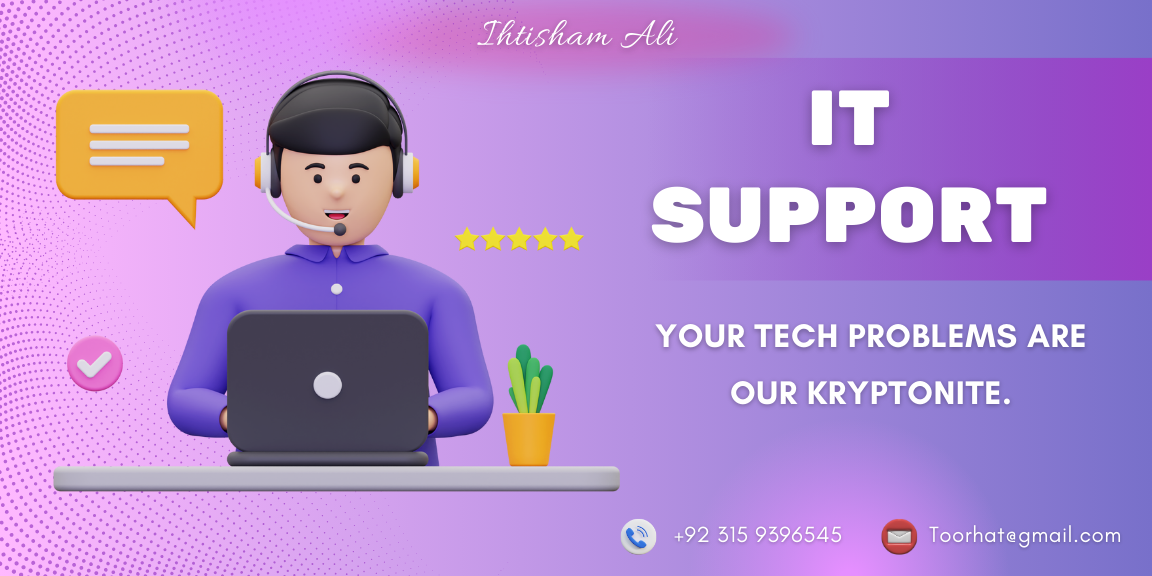 Ihtisham Ali
IT
SUPPORT
YOUR TECH PROBLEMS ARE
OUR KRYPTONITE.
+92 315 9396545
Toorhat@gmail.com